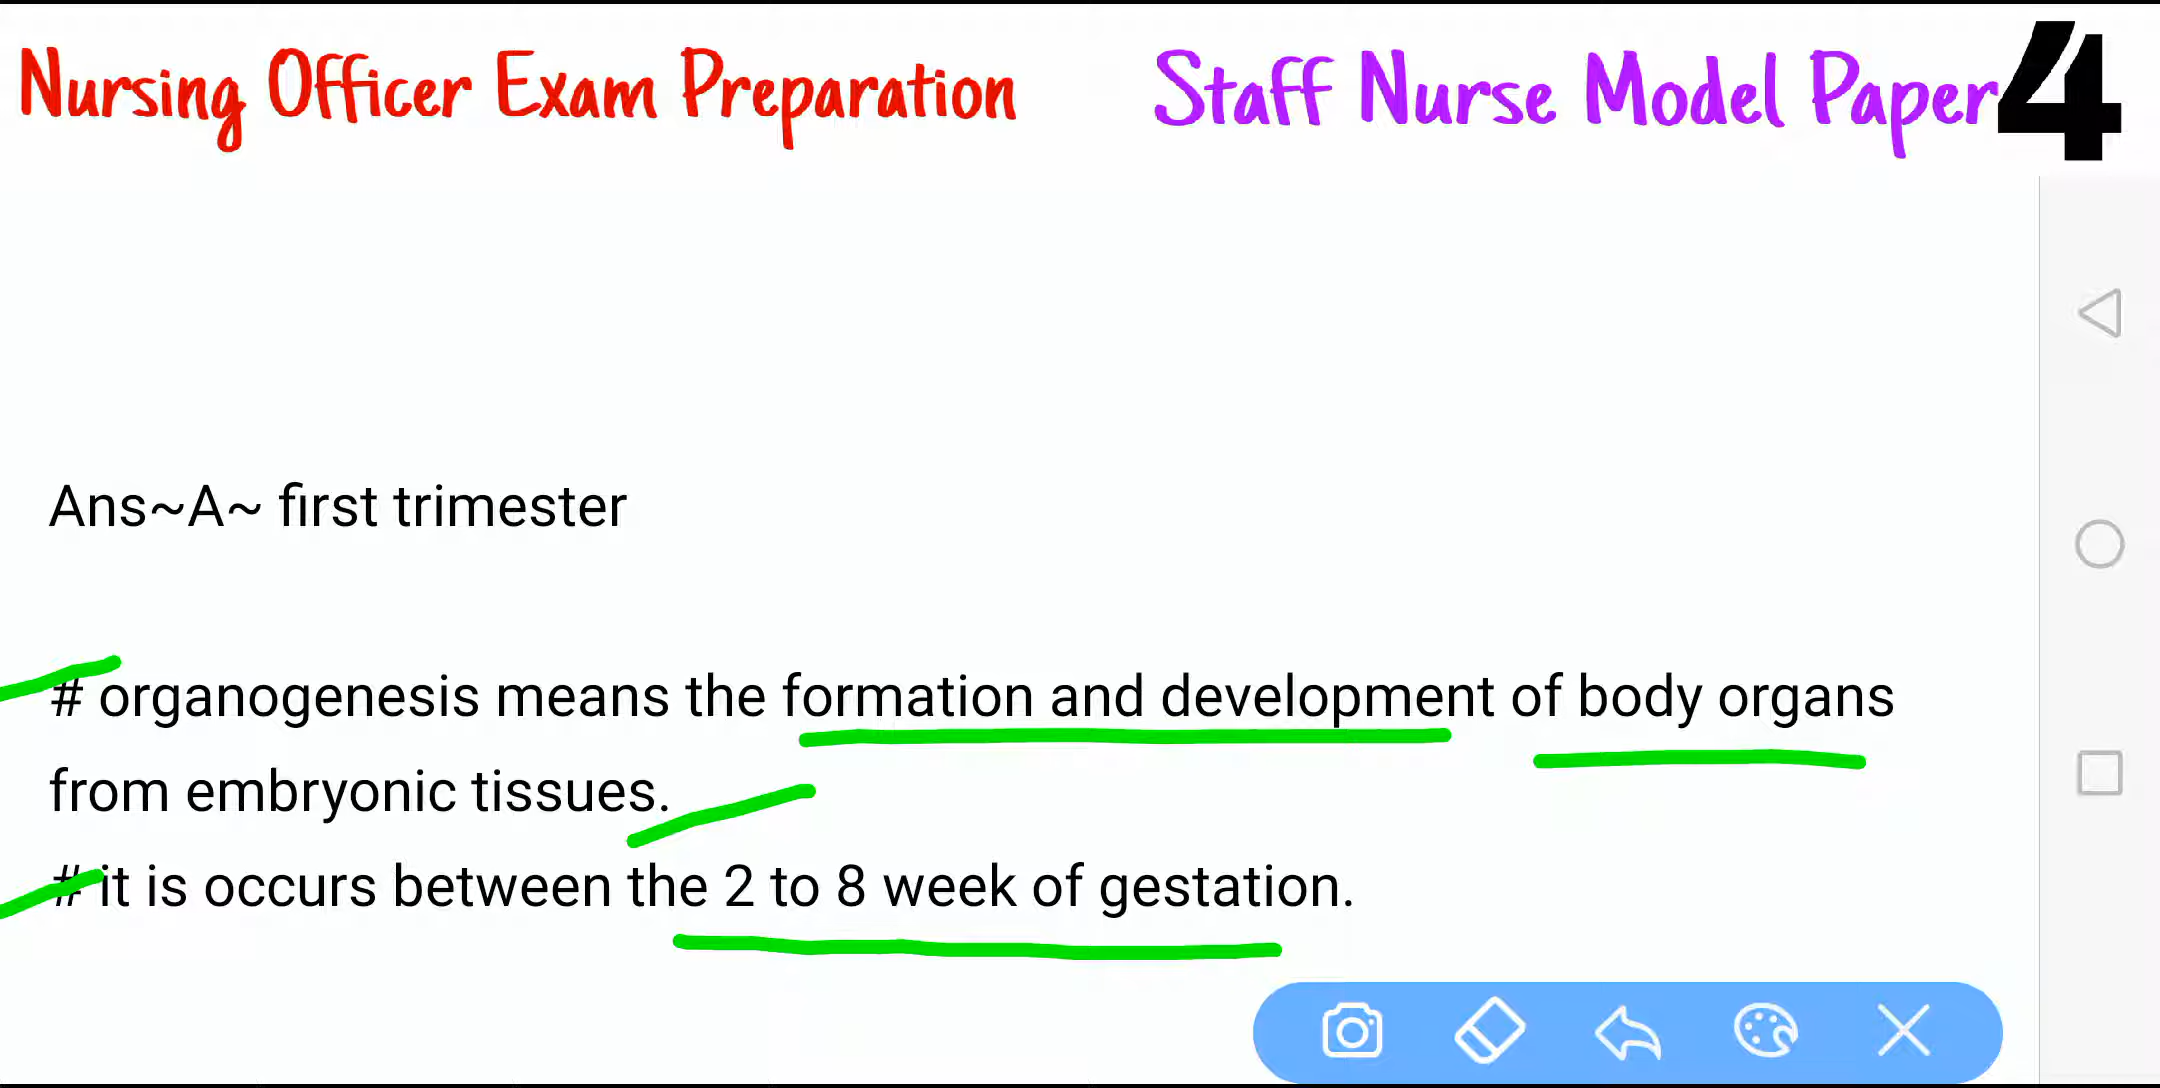 Nursing Officer Exam Preparation Staff Nurse Model Paper 4
Ans~A~ first trimester
# organogenesis means the formation and development of body organs
from embryonic tissues.
# it is occurs between the 2 to 8 week of gestation.